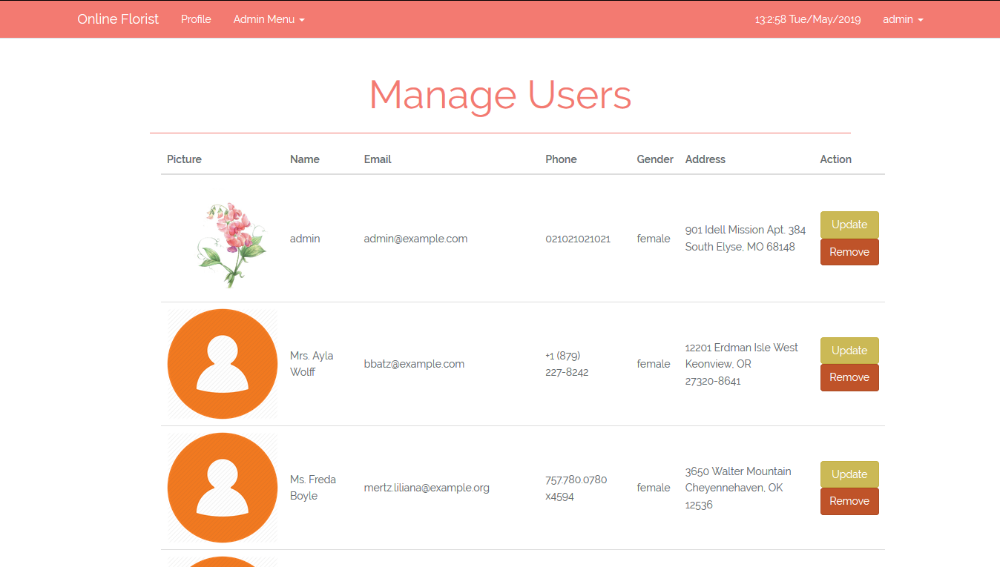 Online Florist Profile Admin Menu 13:2:58 Tue/May/2019 admin
Manage Users
Picture Name Email Phone Gender Address Action
admin admin@example.com 021021021021 female 901 Idell Mission Apt. 384
South Elyse, MO 68148
Update
Remove
Mrs. Ayla
Wolff
bbatz@example.com
+1 (879)
227-8242
female
12201 Erdman Isle West
Keonview, OR
27320-8641
Update
Remove
Ms. Freda
Boyle
mertz.liliana@example.org
757.780.0780
x4594
female
3650 Walter Mountain
Cheyennehaven, OK
12536
Update
Remove